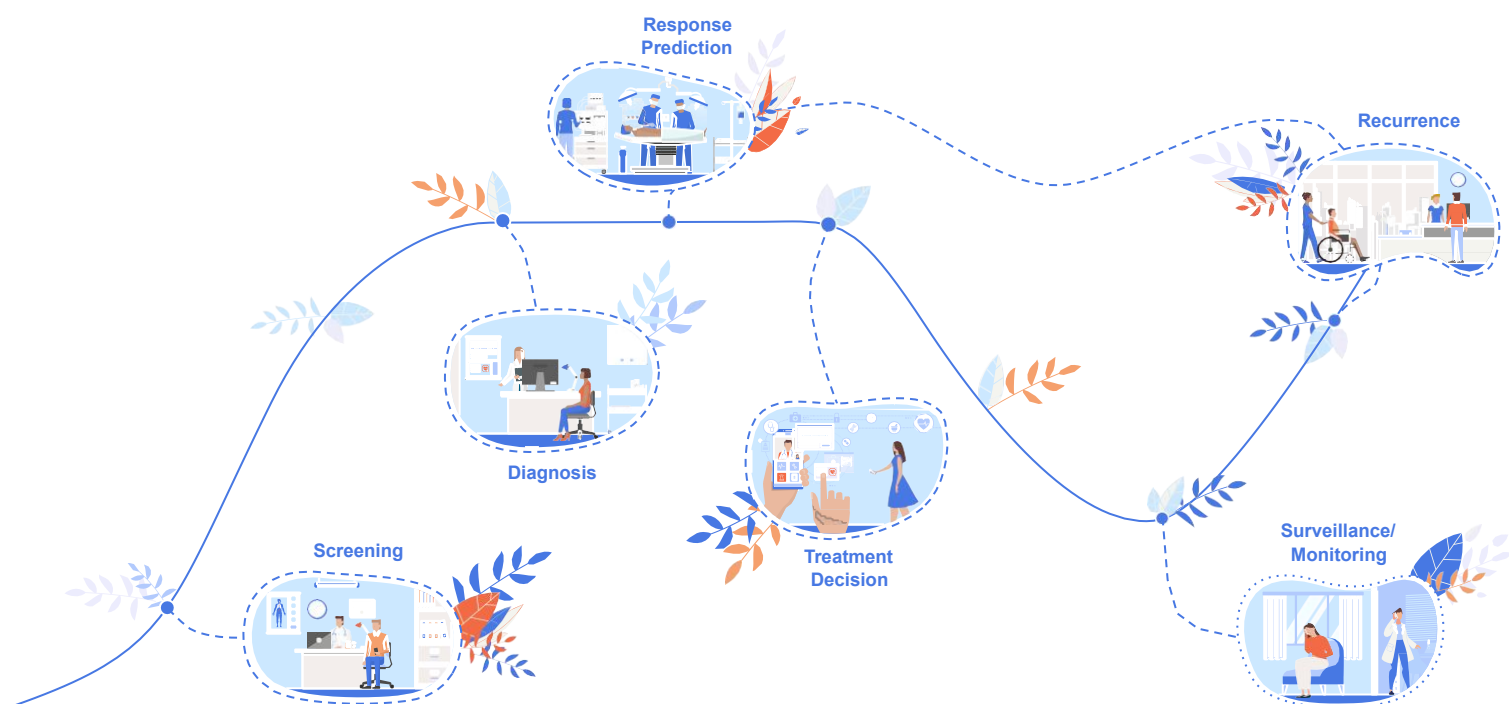 Response
Prediction
Recurrence
Diagnosis
Screening
Treatment
Decision
Surveillance/
Monitoring